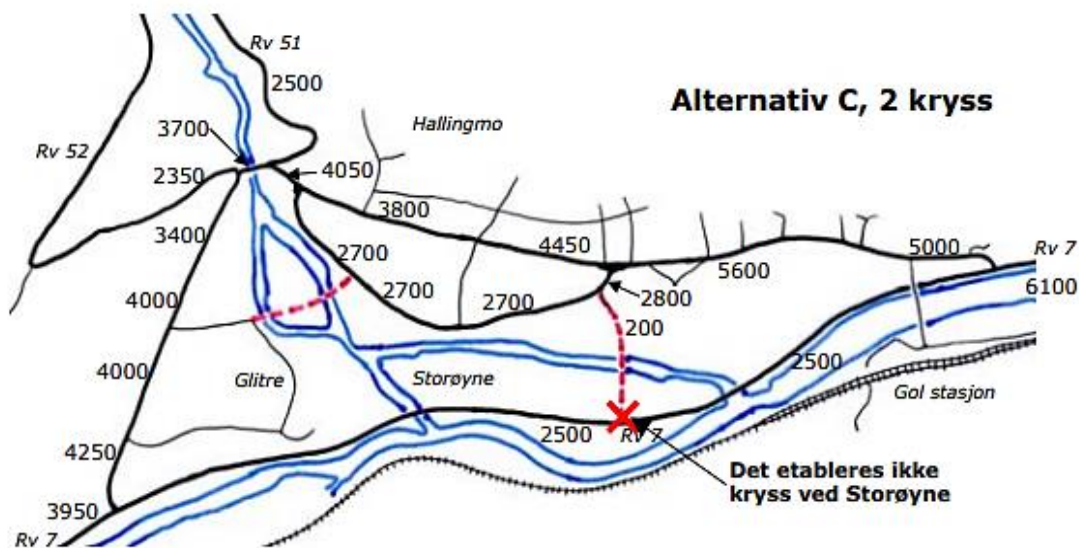 Rv 51
2500
Alternativ C, 2 kryss
Hallingmo
3700
Rv 52
2350
4050
3800
3400
4450
5000
Rv 7
2700
5600
6100
4000
2700
2700
2800
200
2500
4000
Glitre
Storøyne
Gol stasjon
2500
Rv 7
4250
Det etableres ikke
kryss ved Storøyne
3950
Rv 7